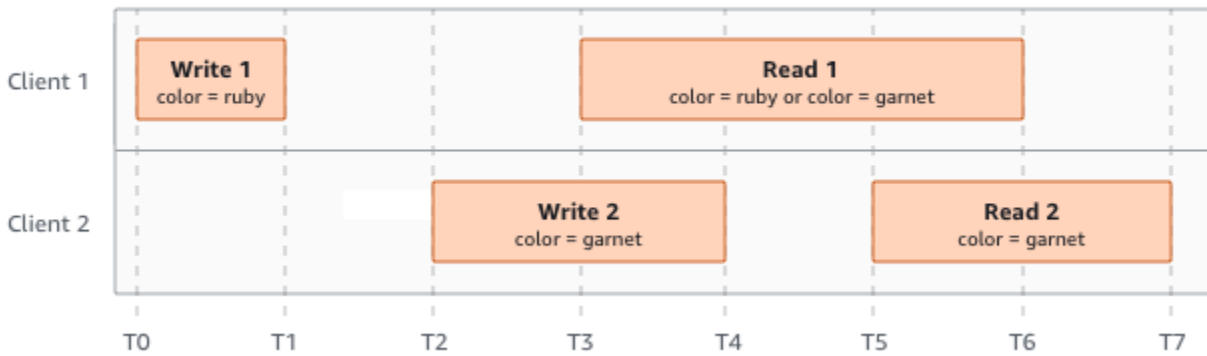 Client 1
Write 1
color = ruby
Read 1
color = ruby or color = garnet
Client 2
Write 2
color = garnet
Read 2
color = garnet
T0 T1 T2 T3 T4 T5 T6 T7